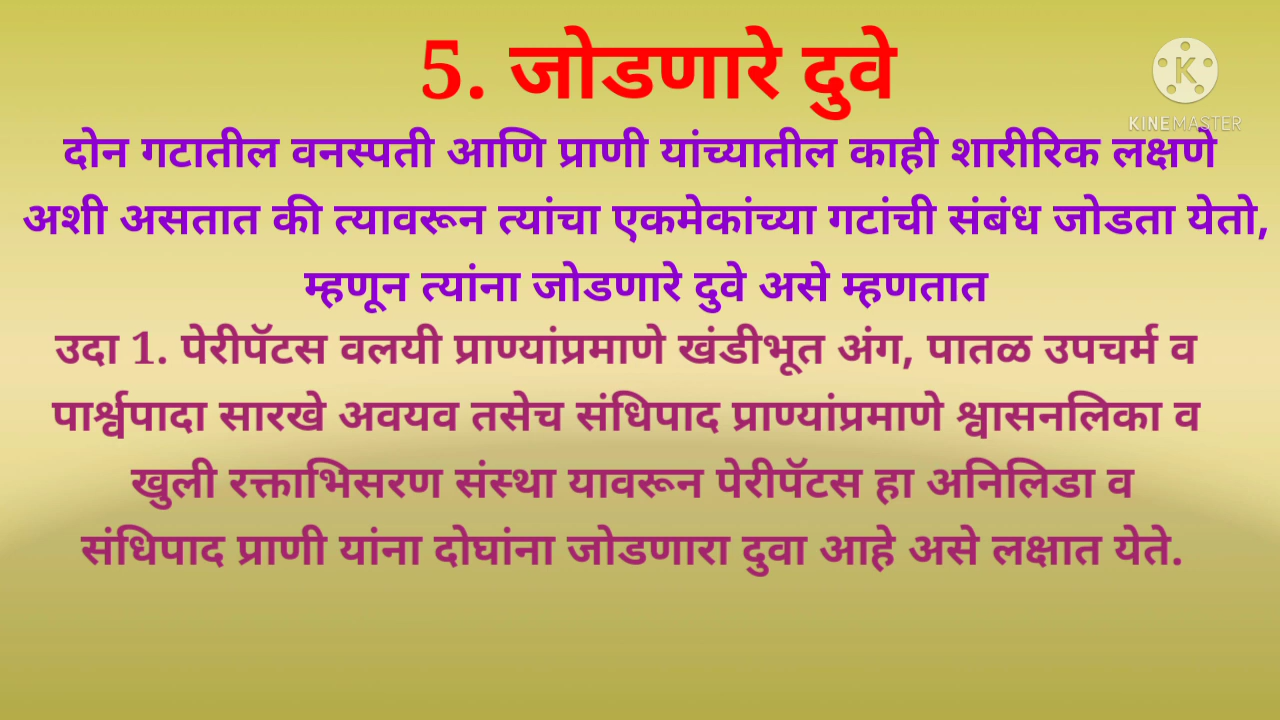 5. जोडणारे दुवे
KINEMASTER
दोन गटातील वनस्पती आणि प्राणी यांच्यातील काही शारीरिक लक्षणे
अशी असतात की त्यावरून त्यांचा एकमेकांच्या गटांची संबंध जोडता येतो,
म्हणून त्यांना जोडणारे दुवे असे म्हणतात
उदा 1. पेरीपॅटस वलयी प्राण्यांप्रमाणे खंडीभूत अंग, पातळ उपचर्म व
पार्श्वपादा सारखे अवयव तसेच संधिपाद प्राण्यांप्रमाणे श्वासनलिका व
खुली रक्ताभिसरण संस्था यावरून पेरीपॅटस हा अनिलिडा व
संधिपाद प्राणी यांना दोघांना जोडणारा दुवा आहे असे लक्षात येते.